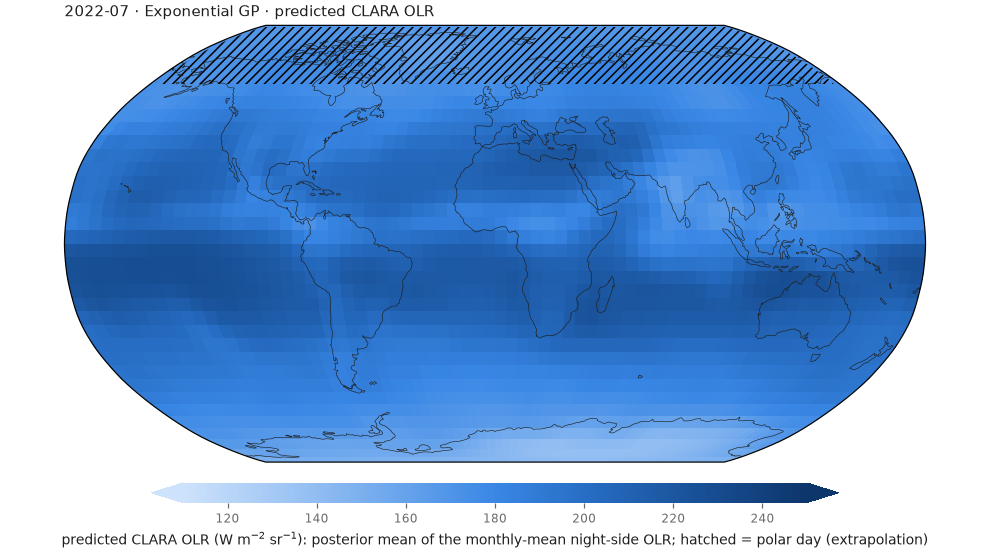 2022-07 · Exponential GP · predicted CLARA OLR
120 140 160 180 200 220 240
predicted CLARA OLR (W m⁻² sr⁻¹): posterior mean of the monthly-mean night-side OLR; hatched = polar day (extrapolation)